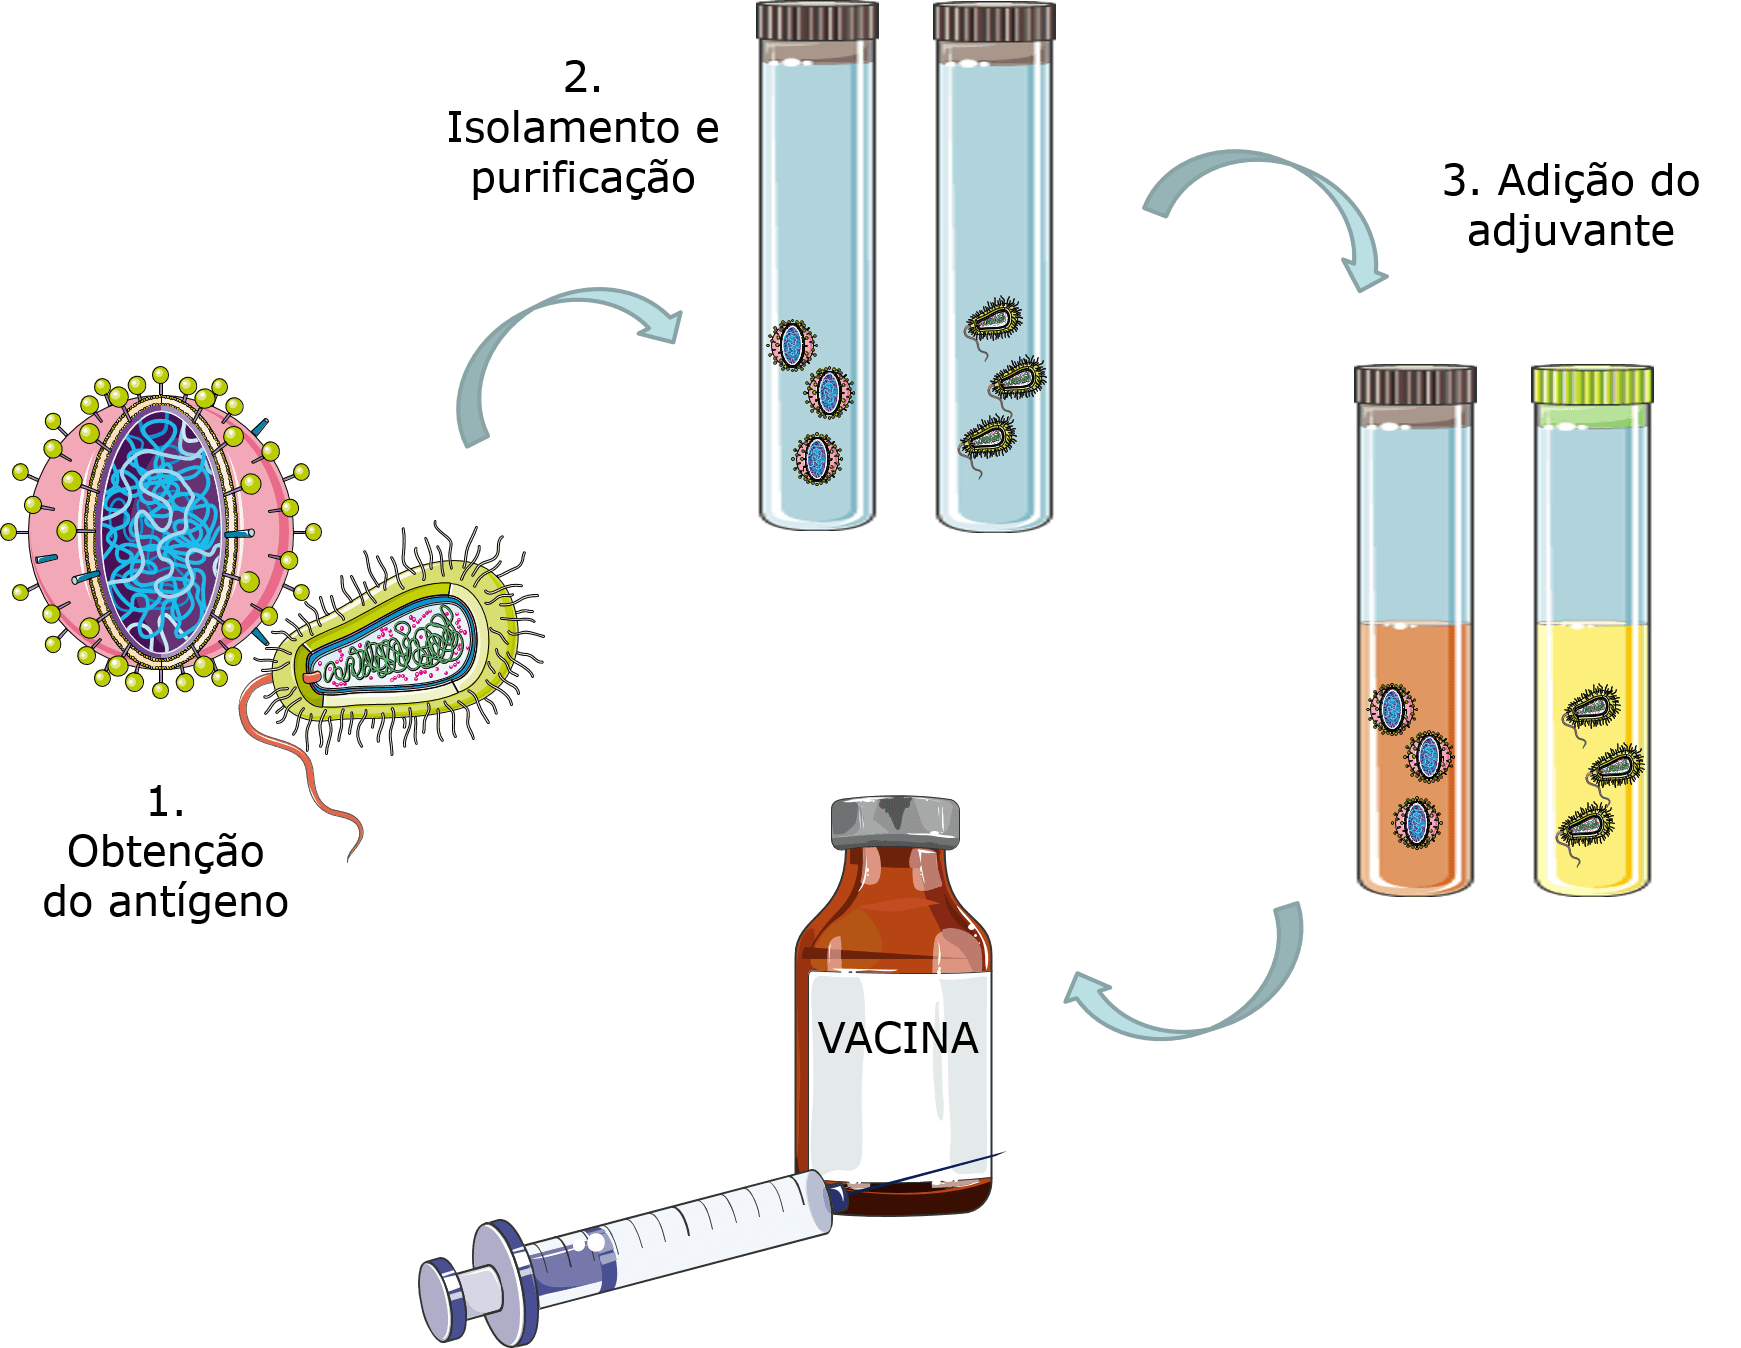 1.
Obtenção
do antígeno
2.
Isolamento e
purificação
3. Adição do
adjuvante
VACINA